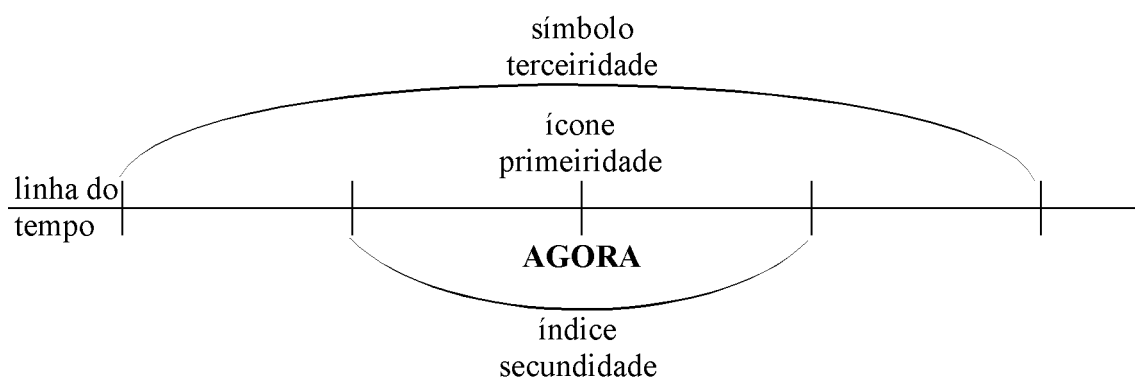 símbolo
terceiridade
ícone
primeiridade
linha do
tempo
AGORA
índice
secundidade